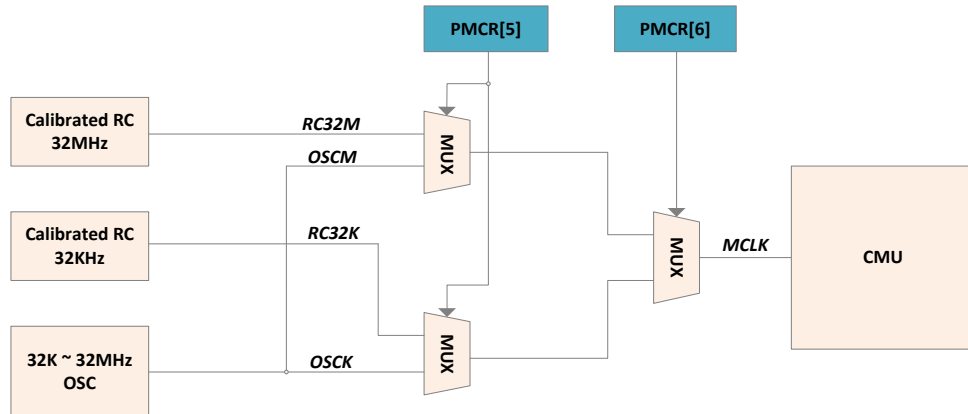 PMCR[5]
PMCR[6]
Calibrated RC
32MHz
RC32M
MUX
OSCM
Calibrated RC
32KHz
RC32K
MUX
MCLK
CMU
32K ~ 32MHz
OSC
OSCK
MUX